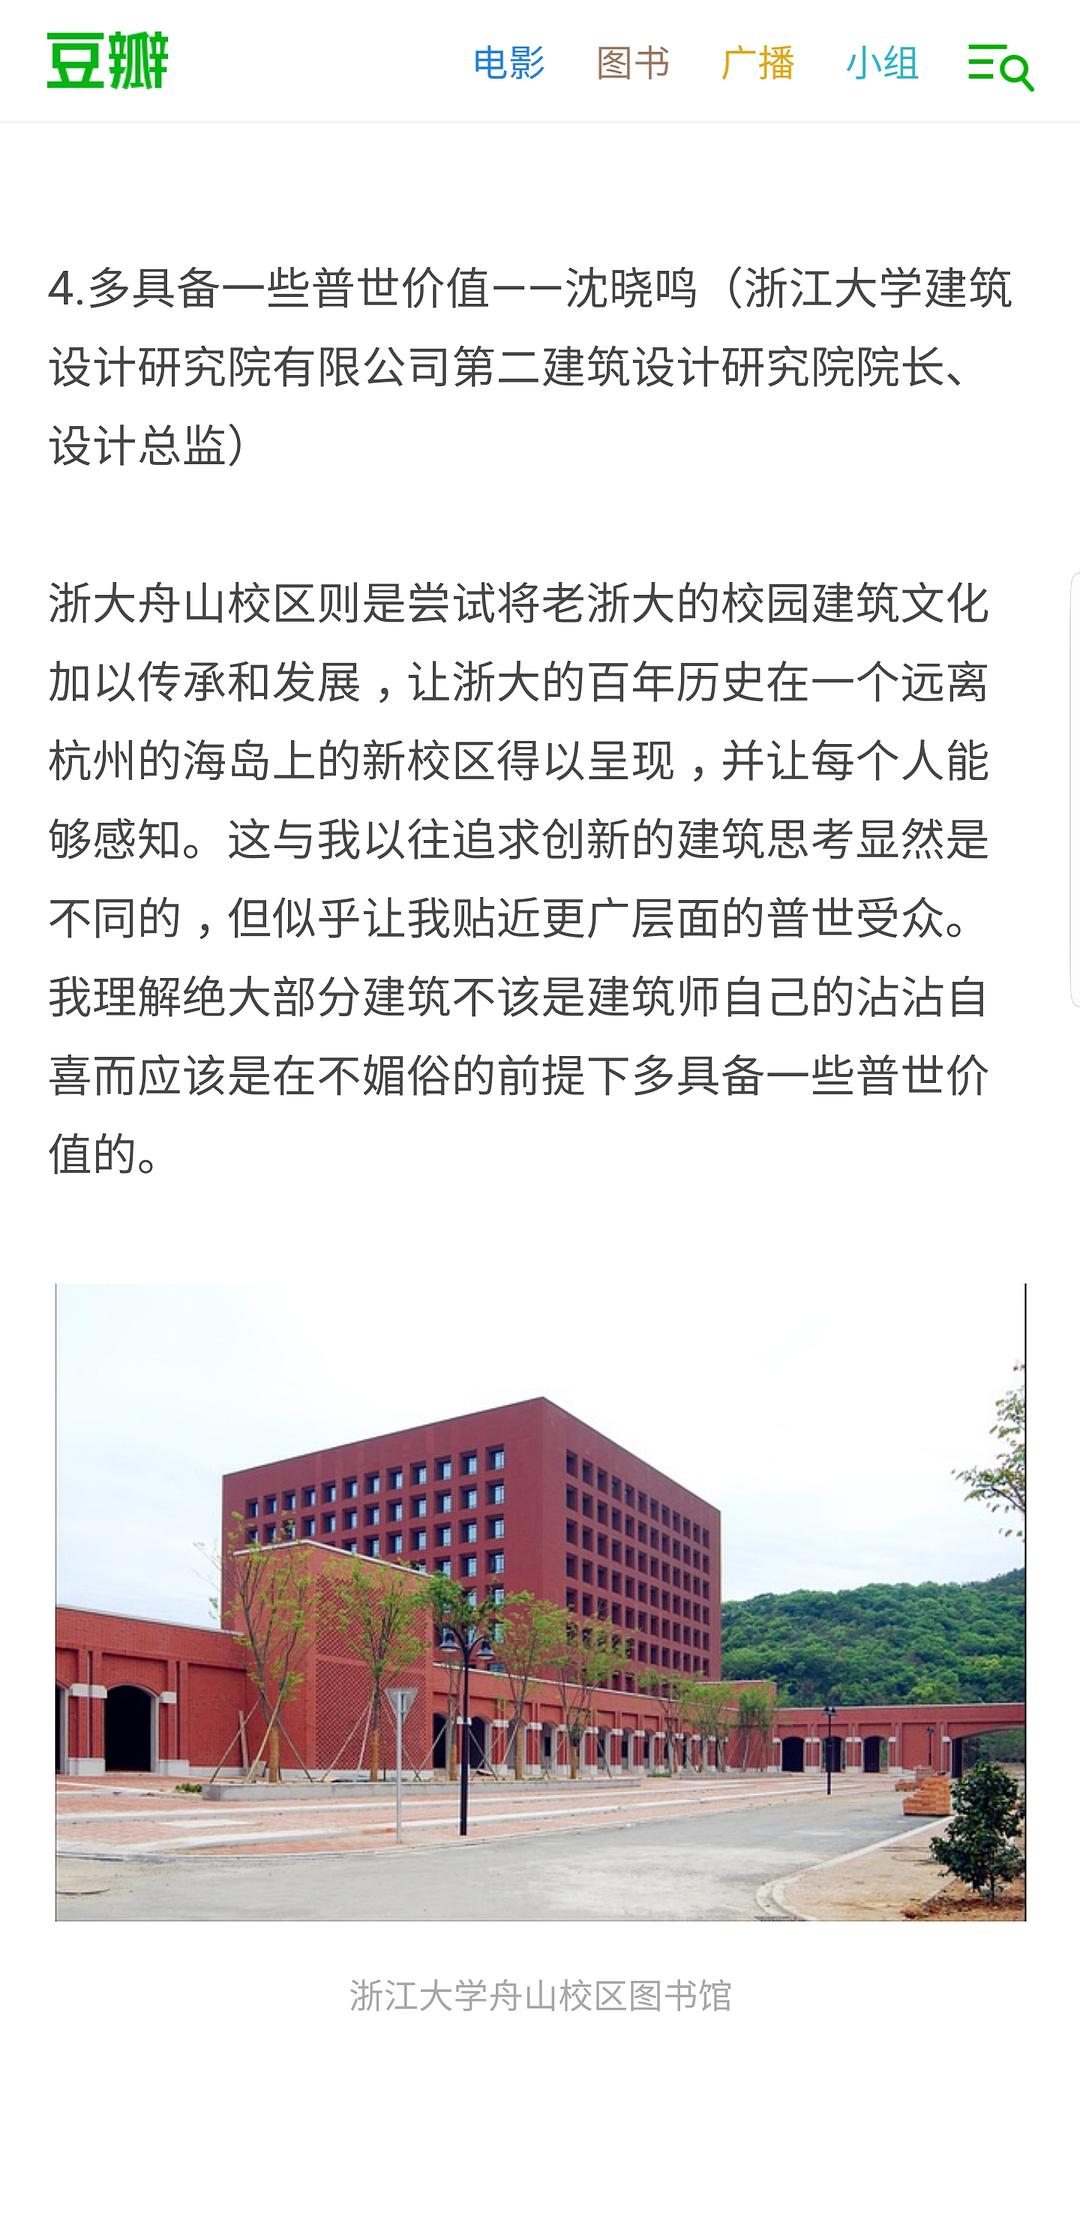 豆瓣
电影 图书 广播 小组
4.多具备一些普世价值——沈晓鸣（浙江大学建筑
设计研究院有限公司第二建筑设计研究院院长、
设计总监）
浙大舟山校区则是尝试将老浙大的校园建筑文化
加以传承和发展，让浙大的百年历史在一个远离
杭州的海岛上的新校区得以呈现，并让每个人能
够感知。这与我以往追求创新的建筑思考显然是
不同的，但似乎让我贴近更广层面的普世受众。
我理解绝大部分建筑不该是建筑师自己的沾沾自
喜而应该是在不媚俗的前提下多具备一些普世价
值的。
浙江大学舟山校区图书馆